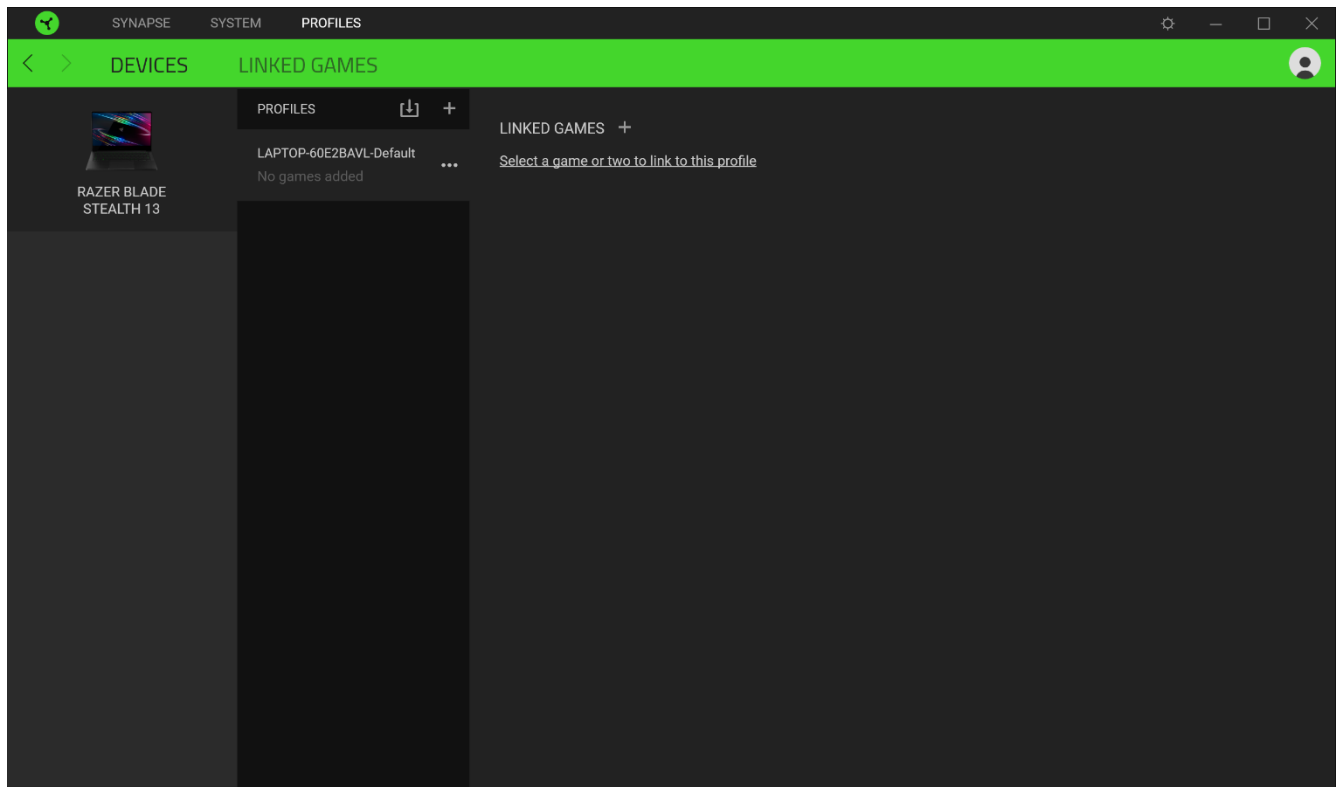 SYNAPSE SYSTEM PROFILES
DEVICES LINKED GAMES
RAZER BLADE
STEALTH 13
PROFILES
LAPTOP-60E2BAVL-Default
No games added
LINKED GAMES
Select a game or two to link to this profile